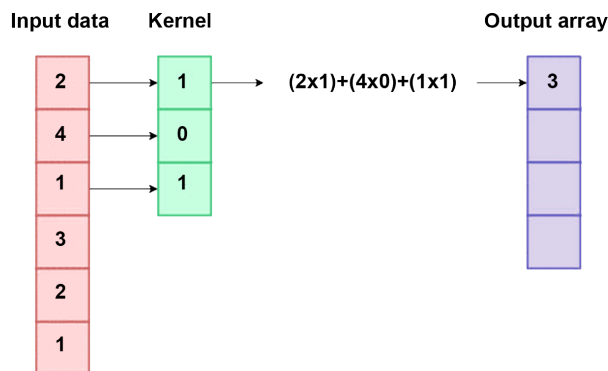 Input data Kernel Output array
2 1 (2x1)+(4x0)+(1x1) 3
4 0
1 1
3
2
1